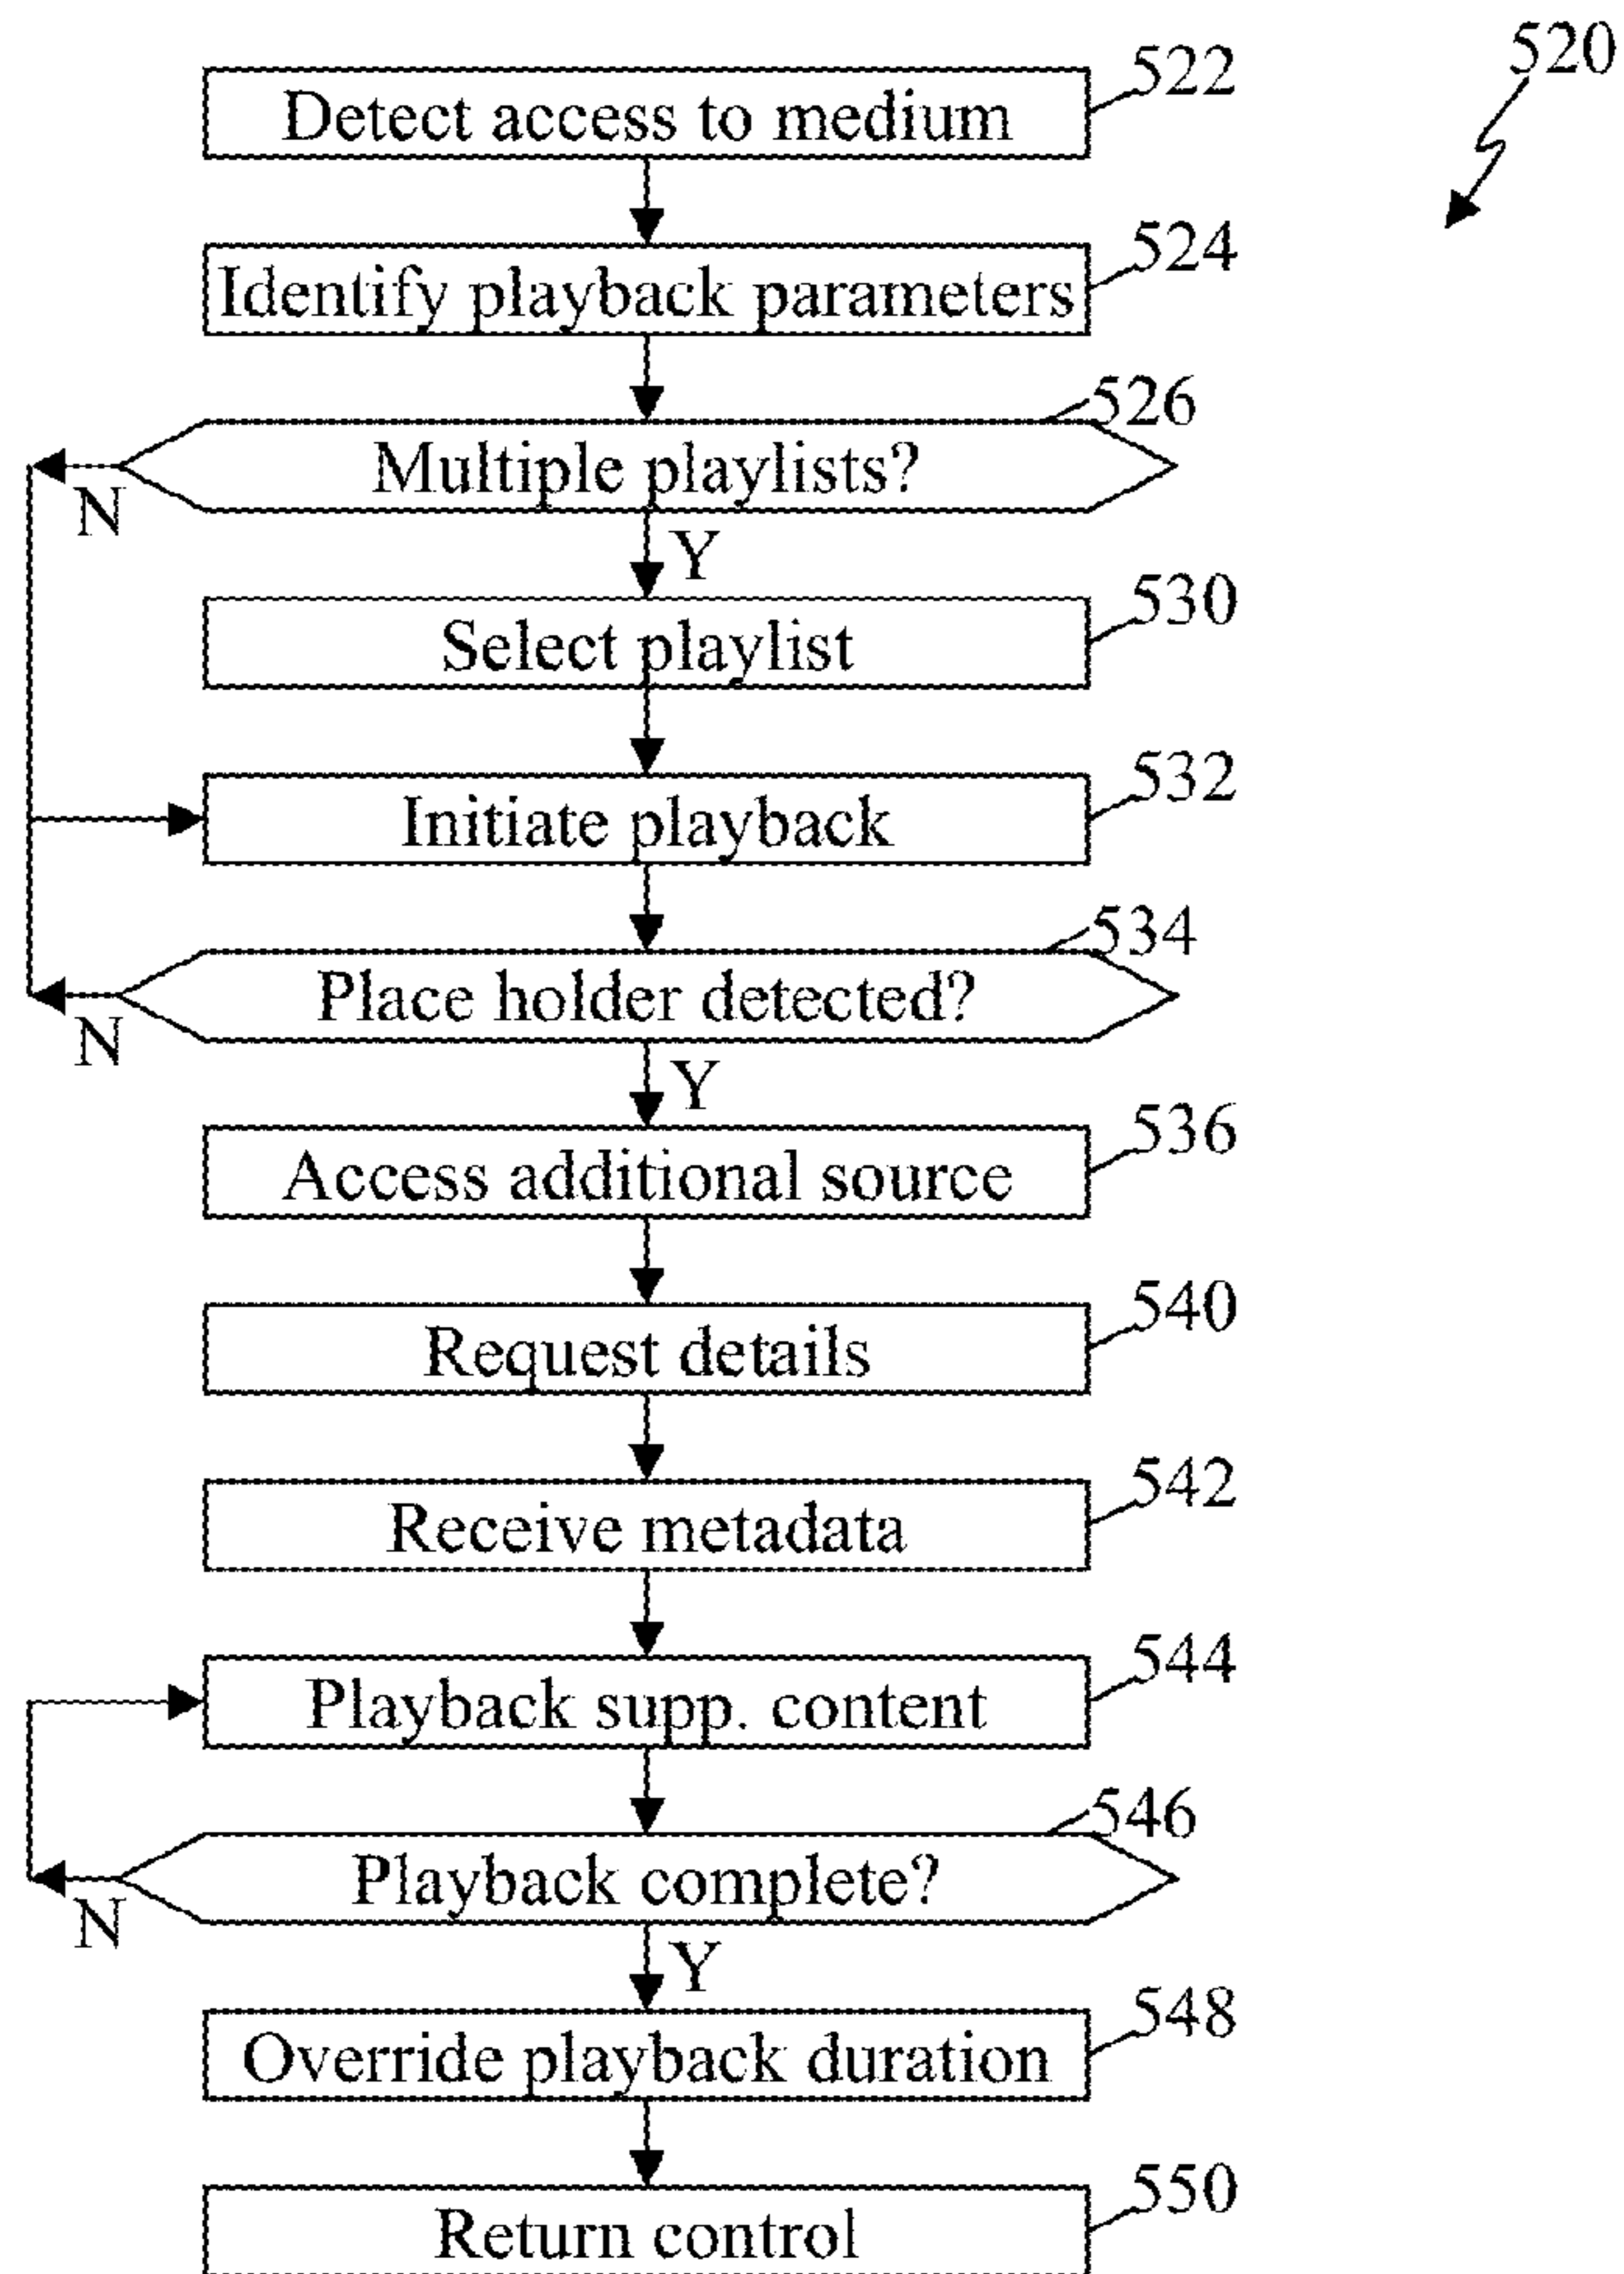 520
522
Detect access to medium
524
Identify playback parameters
526
Multiple playlists?
N
Y
530
Select playlist
532
Initiate playback
534
Place holder detected?
N
Y
536
Access additional source
540
Request details
542
Receive metadata
544
Playback supp. content
546
Playback complete?
N
Y
548
Override playback duration
550
Return control